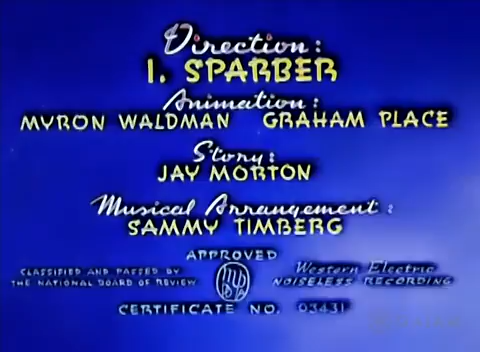 Direction:
I. SPARBER
Animation:
MYRON WALDMAN GRAHAM PLACE
Story:
JAY MORTON
Musical Arrangement:
SAMMY TIMBERG
APPROVED
CLASSIFIED AND PASSED BY
THE NATIONAL BOARD OF REVIEW
Western Electric
NOISELESS RECORDING
CERTIFICATE NO. 03431